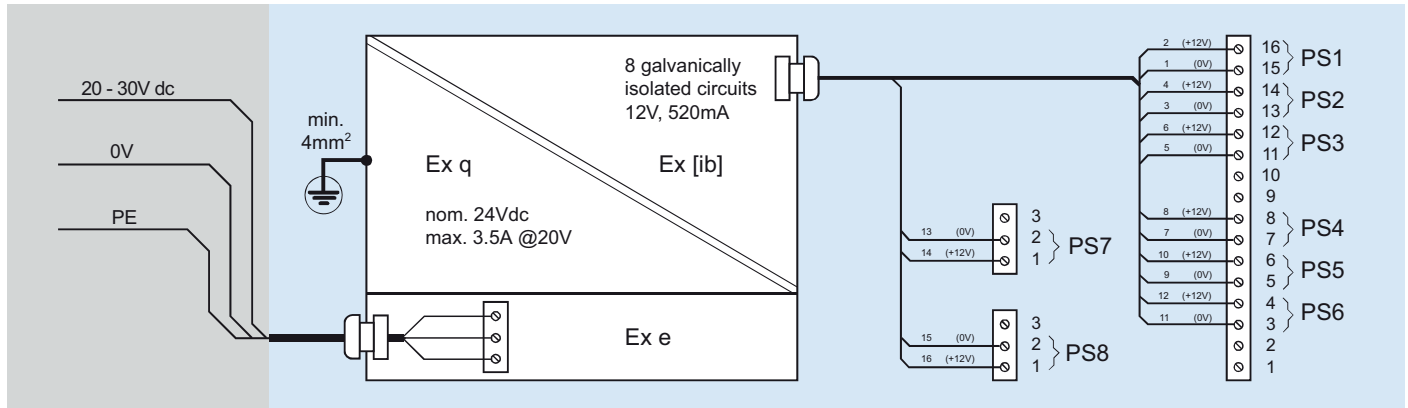 20 - 30V dc
0V
PE
min.
4mm²
8 galvanically
isolated circuits
12V, 520mA
Ex q
Ex [ib]
nom. 24Vdc
max. 3.5A @20V
Ex e
13 (0V)
14 (+12V)
3
2
1
PS7
15 (0V)
16 (+12V)
3
2
1
PS8
2 (+12V) 16
1 (0V) 15
PS1
4 (+12V) 14
3 (0V) 13
PS2
6 (+12V) 12
5 (0V) 11
PS3
10
9
8 (+12V) 8
7 (0V) 7
PS4
10 (+12V) 6
9 (0V) 5
PS5
12 (+12V) 4
11 (0V) 3
PS6
2
1